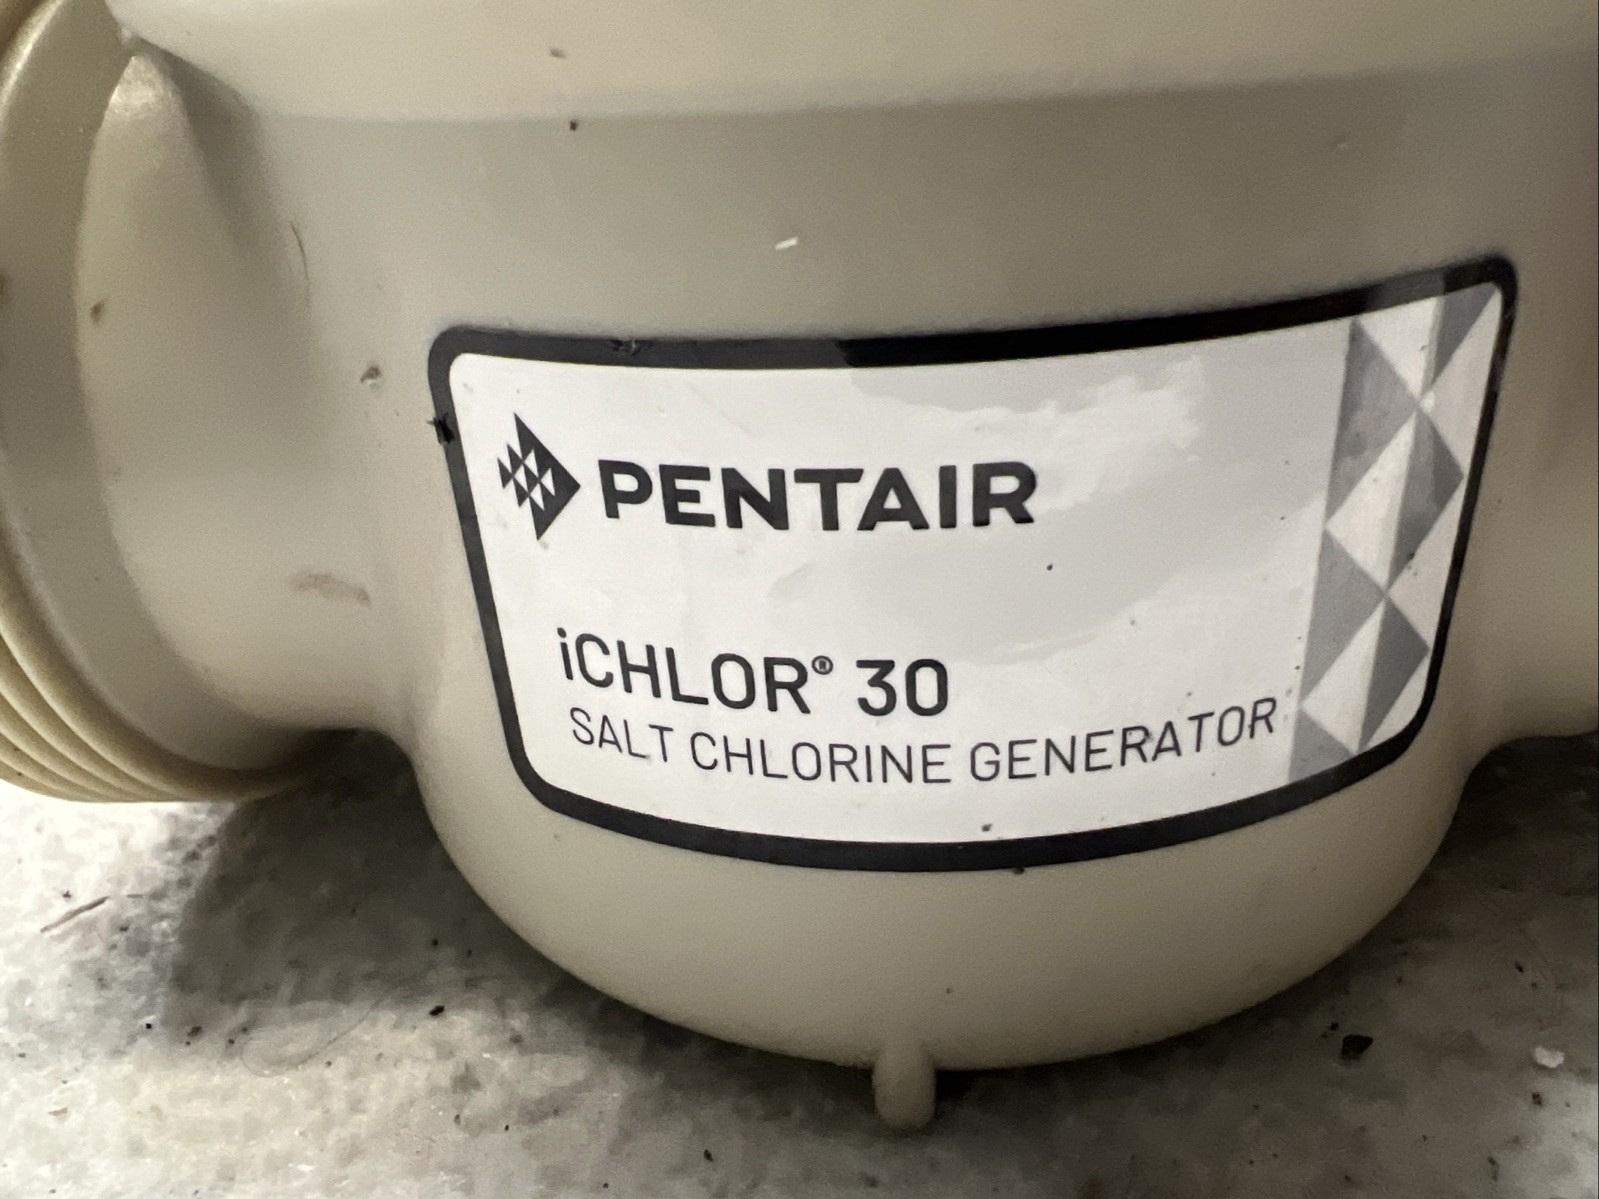 PENTAIR
iCHLOR® 30
SALT CHLORINE GENERATOR